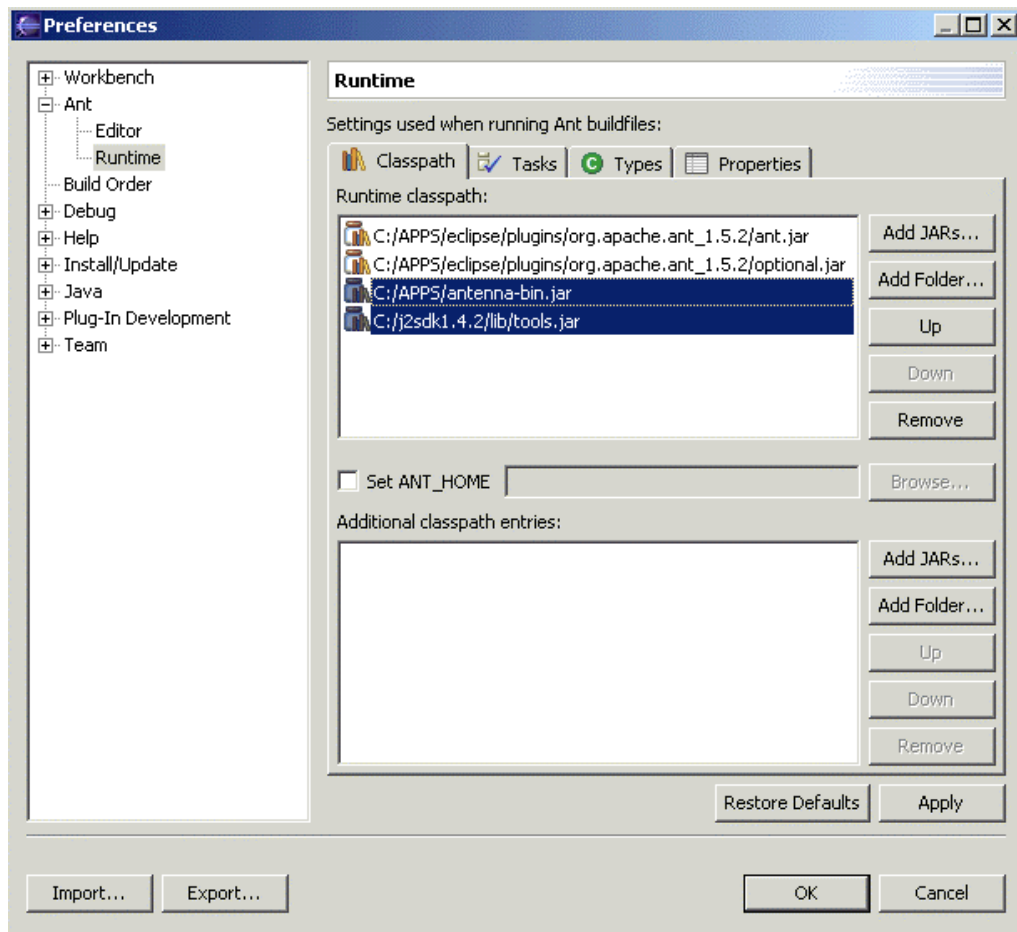 Preferences
Workbench
Ant
Editor
Runtime
Build Order
Debug
Help
Install/Update
Java
Plug-In Development
Team
Runtime
Settings used when running Ant buildfiles:
Classpath Tasks Types Properties
Runtime classpath:
C:/APPS/eclipse/plugins/org.apache.ant_1.5.2/ant.jar
C:/APPS/eclipse/plugins/org.apache.ant_1.5.2/optional.jar
C:/APPS/antenna-bin.jar
C:/j2sdk1.4.2/lib/tools.jar
Add JARs...
Add Folder...
Up
Down
Remove
Set ANT_HOME Browse...
Additional classpath entries:
Add JARs...
Add Folder...
Up
Down
Remove
Restore Defaults Apply
Import... Export... OK Cancel